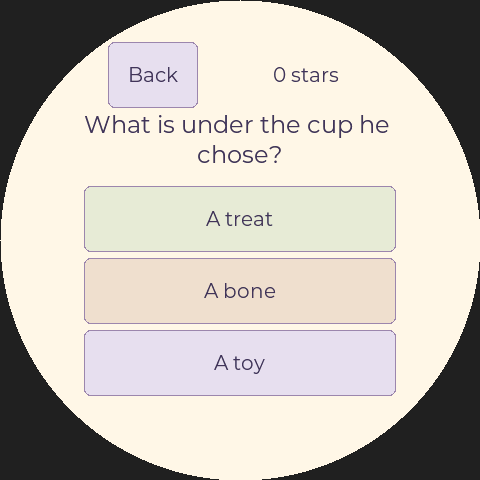 Back
0 stars
What is under the cup he
chose?
A treat
A bone
A toy